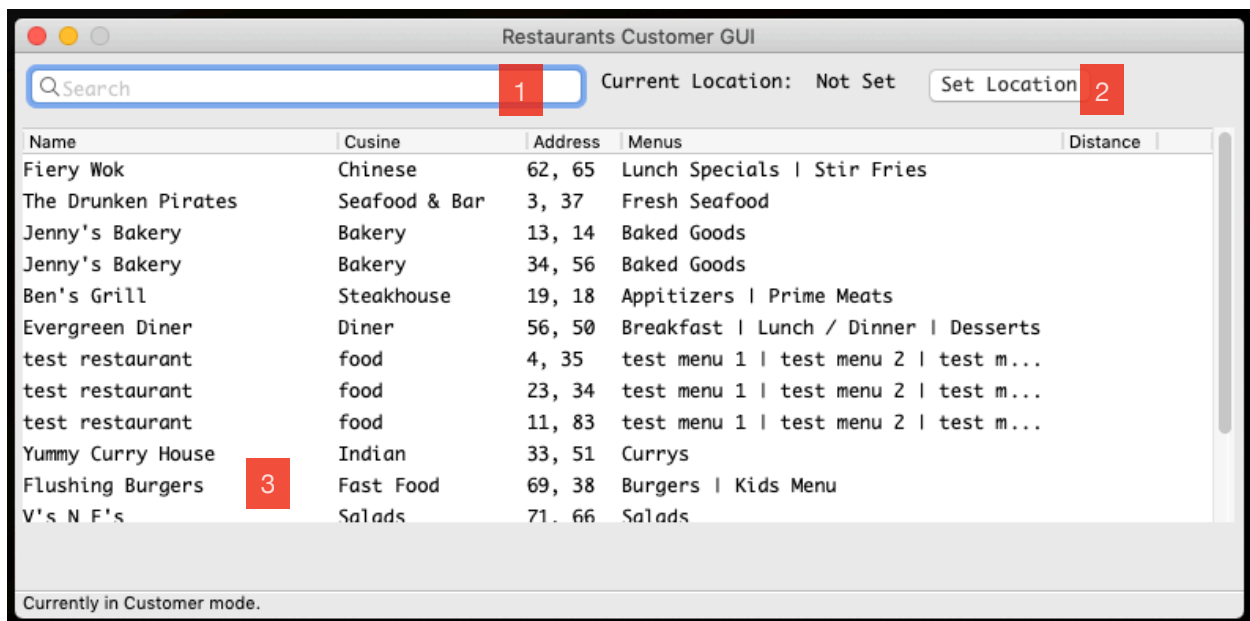 Restaurants Customer GUI
Search 1 Current Location: Not Set Set Location 2
Name Cusine Address Menus Distance
Fiery Wok Chinese 62, 65 Lunch Specials | Stir Fries
The Drunken Pirates Seafood & Bar 3, 37 Fresh Seafood
Jenny's Bakery Bakery 13, 14 Baked Goods
Jenny's Bakery Bakery 34, 56 Baked Goods
Ben's Grill Steakhouse 19, 18 Appitizers | Prime Meats
Evergreen Diner Diner 56, 50 Breakfast | Lunch / Dinner | Desserts
test restaurant food 4, 35 test menu 1 | test menu 2 | test m...
test restaurant food 23, 34 test menu 1 | test menu 2 | test m...
test restaurant food 11, 83 test menu 1 | test menu 2 | test m...
Yummy Curry House Indian 33, 51 Currys
Flushing Burgers 3 Fast Food 69, 38 Burgers | Kids Menu
V's N F's Salads 71, 66 Salads
Currently in Customer mode.